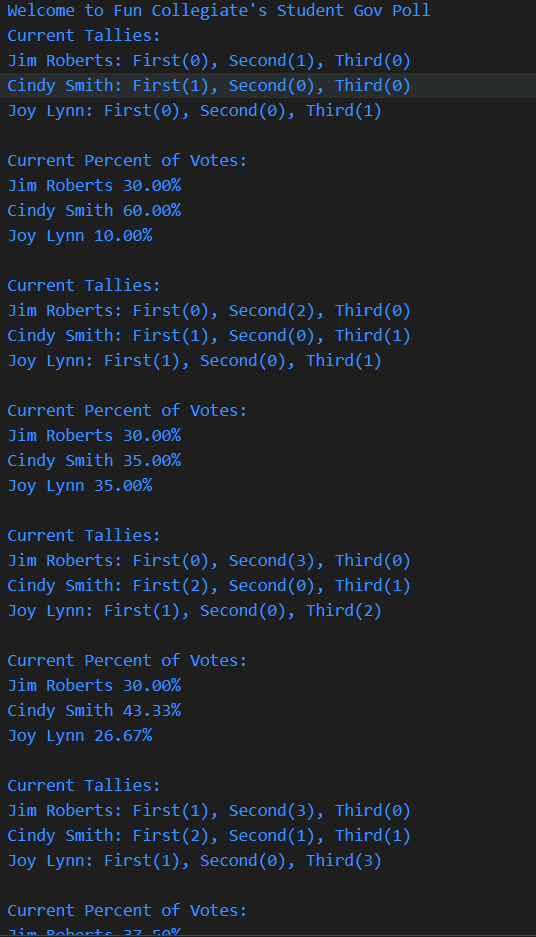 Welcome to Fun Collegiate's Student Gov Poll
Current Tallies:
Jim Roberts: First(0), Second(1), Third(0)
Cindy Smith: First(1), Second(0), Third(0)
Joy Lynn: First(0), Second(0), Third(1)
Current Percent of Votes:
Jim Roberts 30.00%
Cindy Smith 60.00%
Joy Lynn 10.00%
Current Tallies:
Jim Roberts: First(0), Second(2), Third(0)
Cindy Smith: First(1), Second(0), Third(1)
Joy Lynn: First(1), Second(0), Third(1)
Current Percent of Votes:
Jim Roberts 30.00%
Cindy Smith 35.00%
Joy Lynn 35.00%
Current Tallies:
Jim Roberts: First(0), Second(3), Third(0)
Cindy Smith: First(2), Second(0), Third(1)
Joy Lynn: First(1), Second(0), Third(2)
Current Percent of Votes:
Jim Roberts 30.00%
Cindy Smith 43.33%
Joy Lynn 26.67%
Current Tallies:
Jim Roberts: First(1), Second(3), Third(0)
Cindy Smith: First(2), Second(1), Third(1)
Joy Lynn: First(1), Second(0), Third(3)
Current Percent of Votes:
Jim Roberts 37.50%